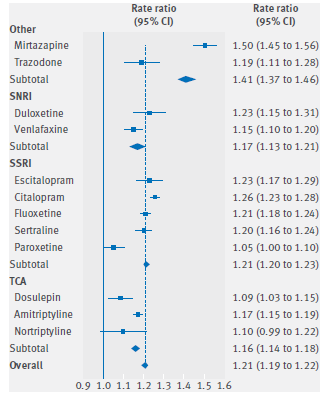 Rate ratio Rate ratio
(95% CI) (95% CI)
Other
Mirtazapine 1.50 (1.45 to 1.56)
Trazodone 1.19 (1.11 to 1.28)
Subtotal 1.41 (1.37 to 1.46)
SNRI
Duloxetine 1.23 (1.15 to 1.31)
Venlafaxine 1.15 (1.10 to 1.20)
Subtotal 1.17 (1.13 to 1.21)
SSRI
Escitalopram 1.23 (1.17 to 1.29)
Citalopram 1.26 (1.23 to 1.28)
Fluoxetine 1.21 (1.18 to 1.24)
Sertraline 1.20 (1.16 to 1.24)
Paroxetine 1.05 (1.00 to 1.10)
Subtotal 1.21 (1.20 to 1.23)
TCA
Dosulepin 1.09 (1.03 to 1.15)
Amitriptyline 1.17 (1.15 to 1.19)
Nortriptyline 1.10 (0.99 to 1.22)
Subtotal 1.16 (1.14 to 1.18)
Overall 1.21 (1.19 to 1.22)
0.9 1.0 1.1 1.2 1.3 1.4 1.5 1.6